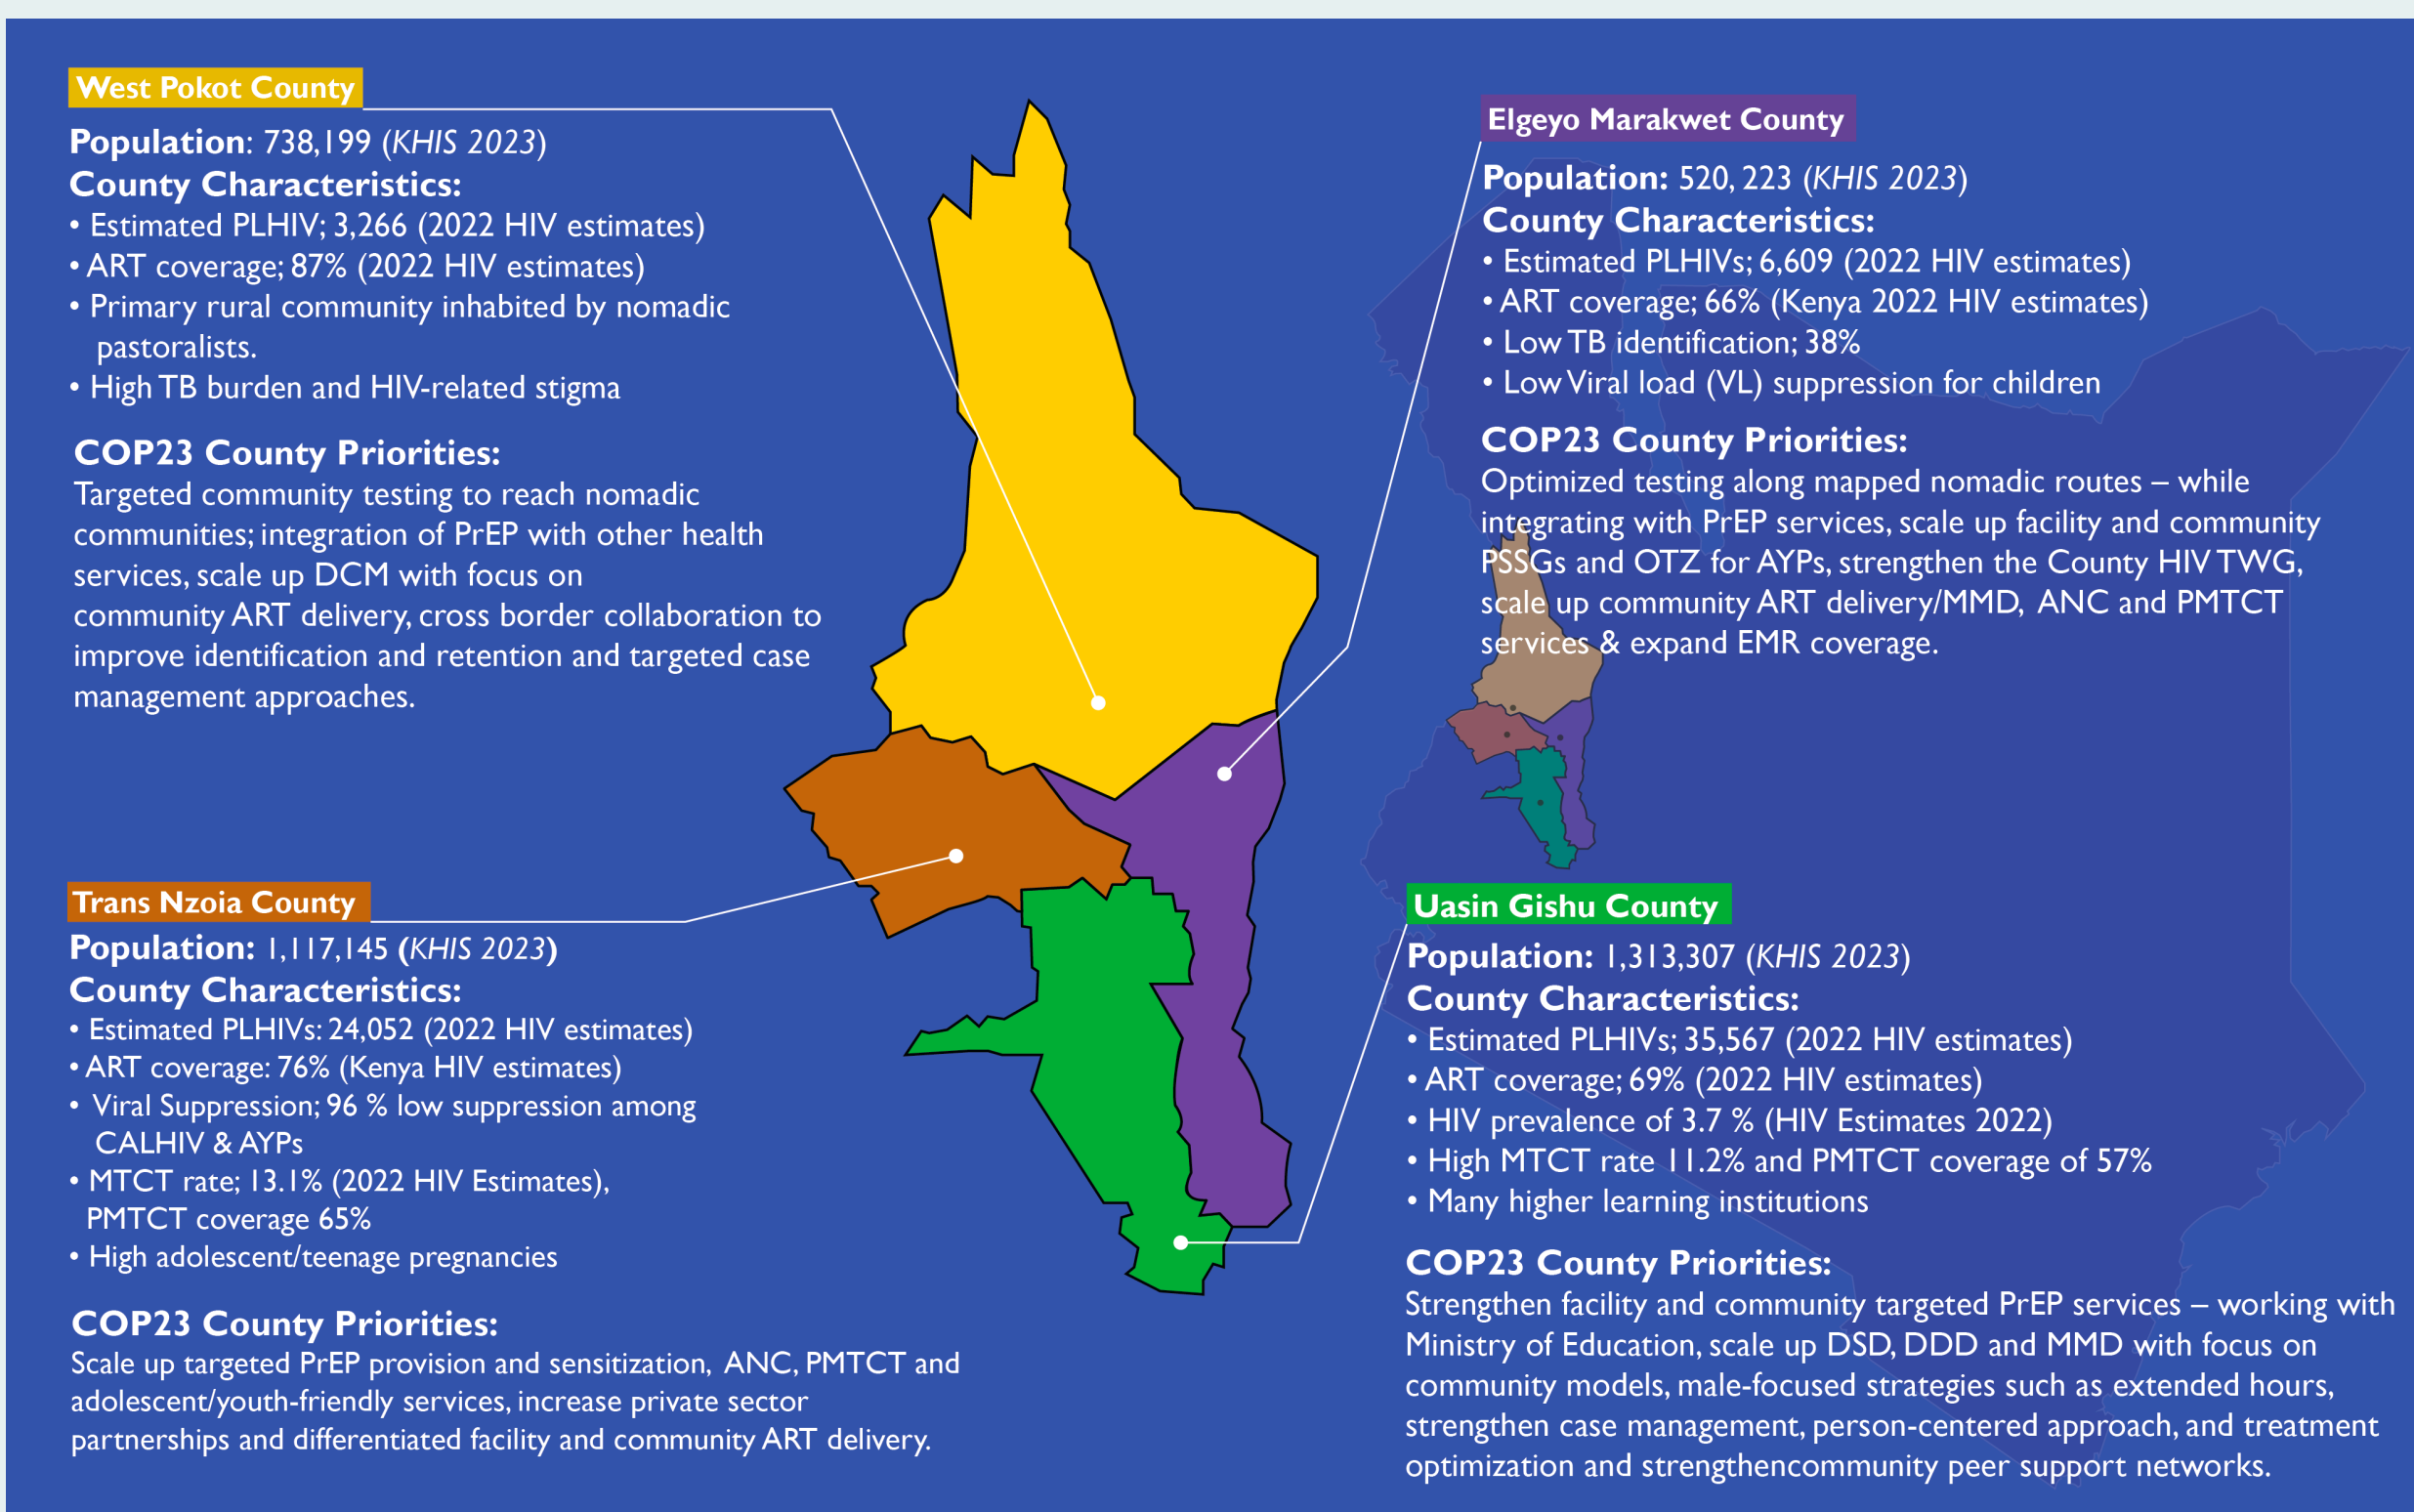 West Pokot County
Population: 738,199 (KHIS 2023)
County Characteristics:
• Estimated PLHIV; 3,266 (2022 HIV estimates)
• ART coverage; 87% (2022 HIV estimates)
• Primary rural community inhabited by nomadic
pastoralists.
• High TB burden and HIV-related stigma
COP23 County Priorities:
Targeted community testing to reach nomadic
communities; integration of PrEP with other health
services, scale up DCM with focus on
community ART delivery, cross border collaboration to
improve identification and retention and targeted case
management approaches.
Elgeyo Marakwet County
Population: 520, 223 (KHIS 2023)
County Characteristics:
• Estimated PLHIVs; 6,609 (2022 HIV estimates)
• ART coverage; 66% (Kenya 2022 HIV estimates)
• Low TB identification; 38%
• Low Viral load (VL) suppression for children
COP23 County Priorities:
Optimized testing along mapped nomadic routes – while
integrating with PrEP services, scale up facility and community
PSSGs and OTZ for AYPs, strengthen the County HIV TWG,
scale up community ART delivery/MMD, ANC and PMTCT
services & expand EMR coverage.
Trans Nzoia County
Population: 1,117,145 (KHIS 2023)
County Characteristics:
• Estimated PLHIVs: 24,052 (2022 HIV estimates)
• ART coverage: 76% (Kenya HIV estimates)
• Viral Suppression; 96 % low suppression among
CALHIV & AYPs
• MTCT rate; 13.1% (2022 HIV Estimates),
PMTCT coverage 65%
• High adolescent/teenage pregnancies
COP23 County Priorities:
Scale up targeted PrEP provision and sensitization, ANC, PMTCT and
adolescent/youth-friendly services, increase private sector
partnerships and differentiated facility and community ART delivery.
Uasin Gishu County
Population: 1,313,307 (KHIS 2023)
County Characteristics:
• Estimated PLHIVs; 35,567 (2022 HIV estimates)
• ART coverage; 69% (2022 HIV estimates)
• HIV prevalence of 3.7 % (HIV Estimates 2022)
• High MTCT rate 11.2% and PMTCT coverage of 57%
• Many higher learning institutions
COP23 County Priorities:
Strengthen facility and community targeted PrEP services – working with
Ministry of Education, scale up DSD, DDD and MMD with focus on
community models, male-focused strategies such as extended hours,
strengthen case management, person-centered approach, and treatment
optimization and strengthencommunity peer support networks.